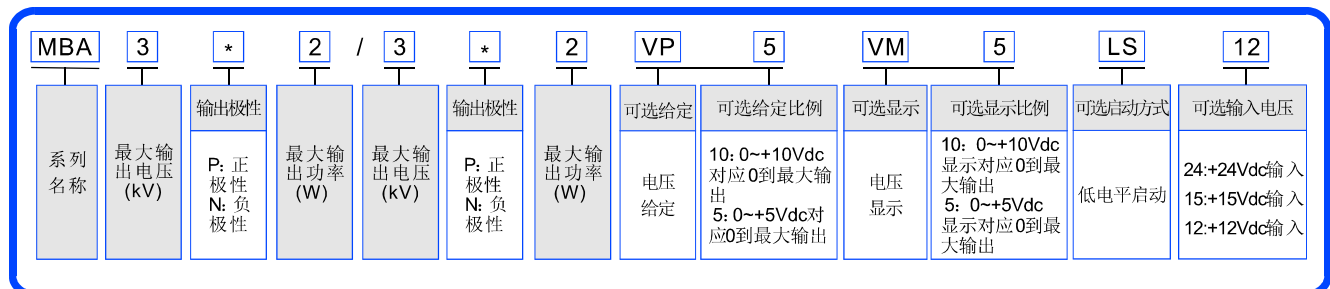 MBA 3 * 2 / 3 * 2 VP 5 VM 5 LS 12
系列
名称
最大输
出电压
(kV)
输出极性
P: 正
极性
N: 负
极性
最大输
出功率
(W)
最大输
出电压
(kV)
输出极性
P: 正
极性
N: 负
极性
最大输
出功率
(W)
可选给定
电压
给定
可选给定比例
10: 0~+10Vdc
对应0到最大输
出
5: 0~+5Vdc对
应0到最大输出
可选显示
电压
显示
可选显示比例
10: 0~+10Vdc
显示对应0到最
大输出
5: 0~+5Vdc
显示对应0到最
大输出
可选启动方式
低电平启动
可选输入电压
24:+24Vdc输入
15:+15Vdc输入
12:+12Vdc输入